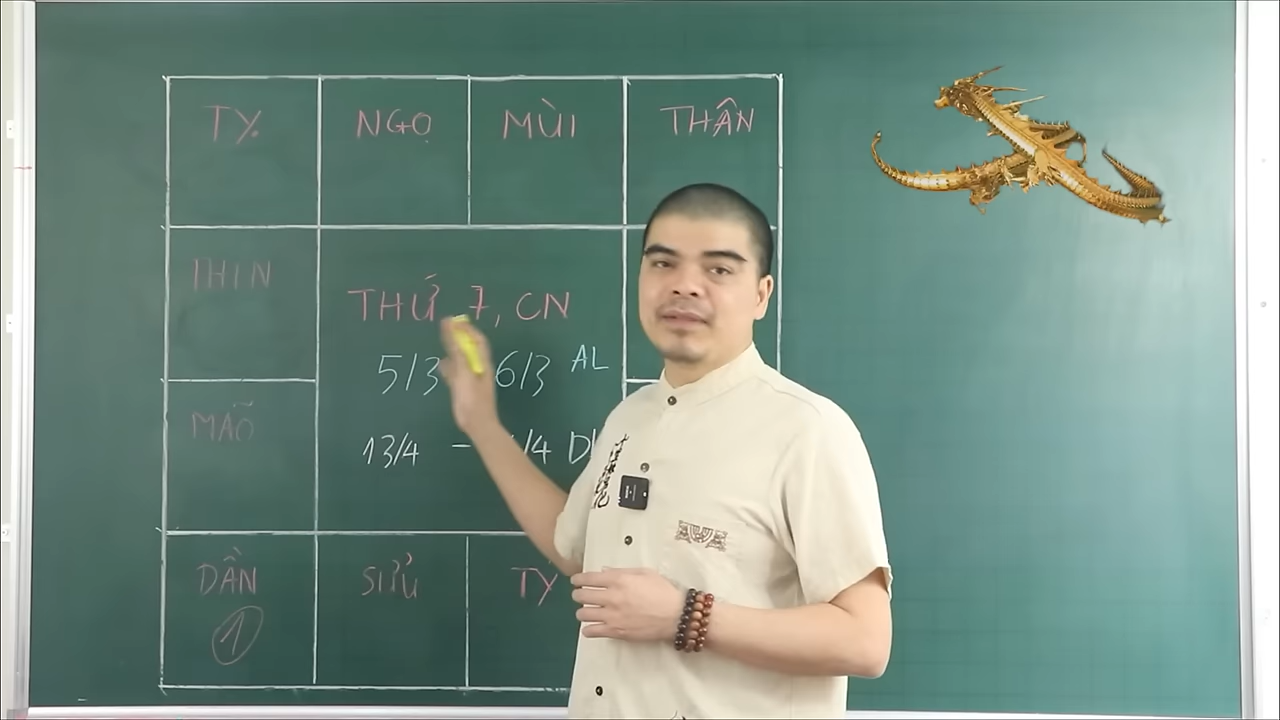 TỴ NGỌ MÙI THÂN
THÌN
THỨ 7, CN
5/3 6/3 AL
MÃO
13/4 - /4
DẦN SỬU TÝ
1